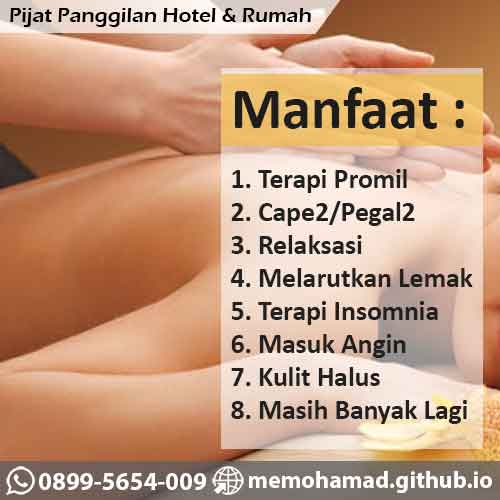 Pijat Panggilan Hotel & Rumah
Manfaat :
1. Terapi Promil
2. Cape2/Pegal2
3. Relaksasi
4. Melarutkan Lemak
5. Terapi Insomnia
6. Masuk Angin
7. Kulit Halus
8. Masih Banyak Lagi
0899-5654-009 memohamad.github.io